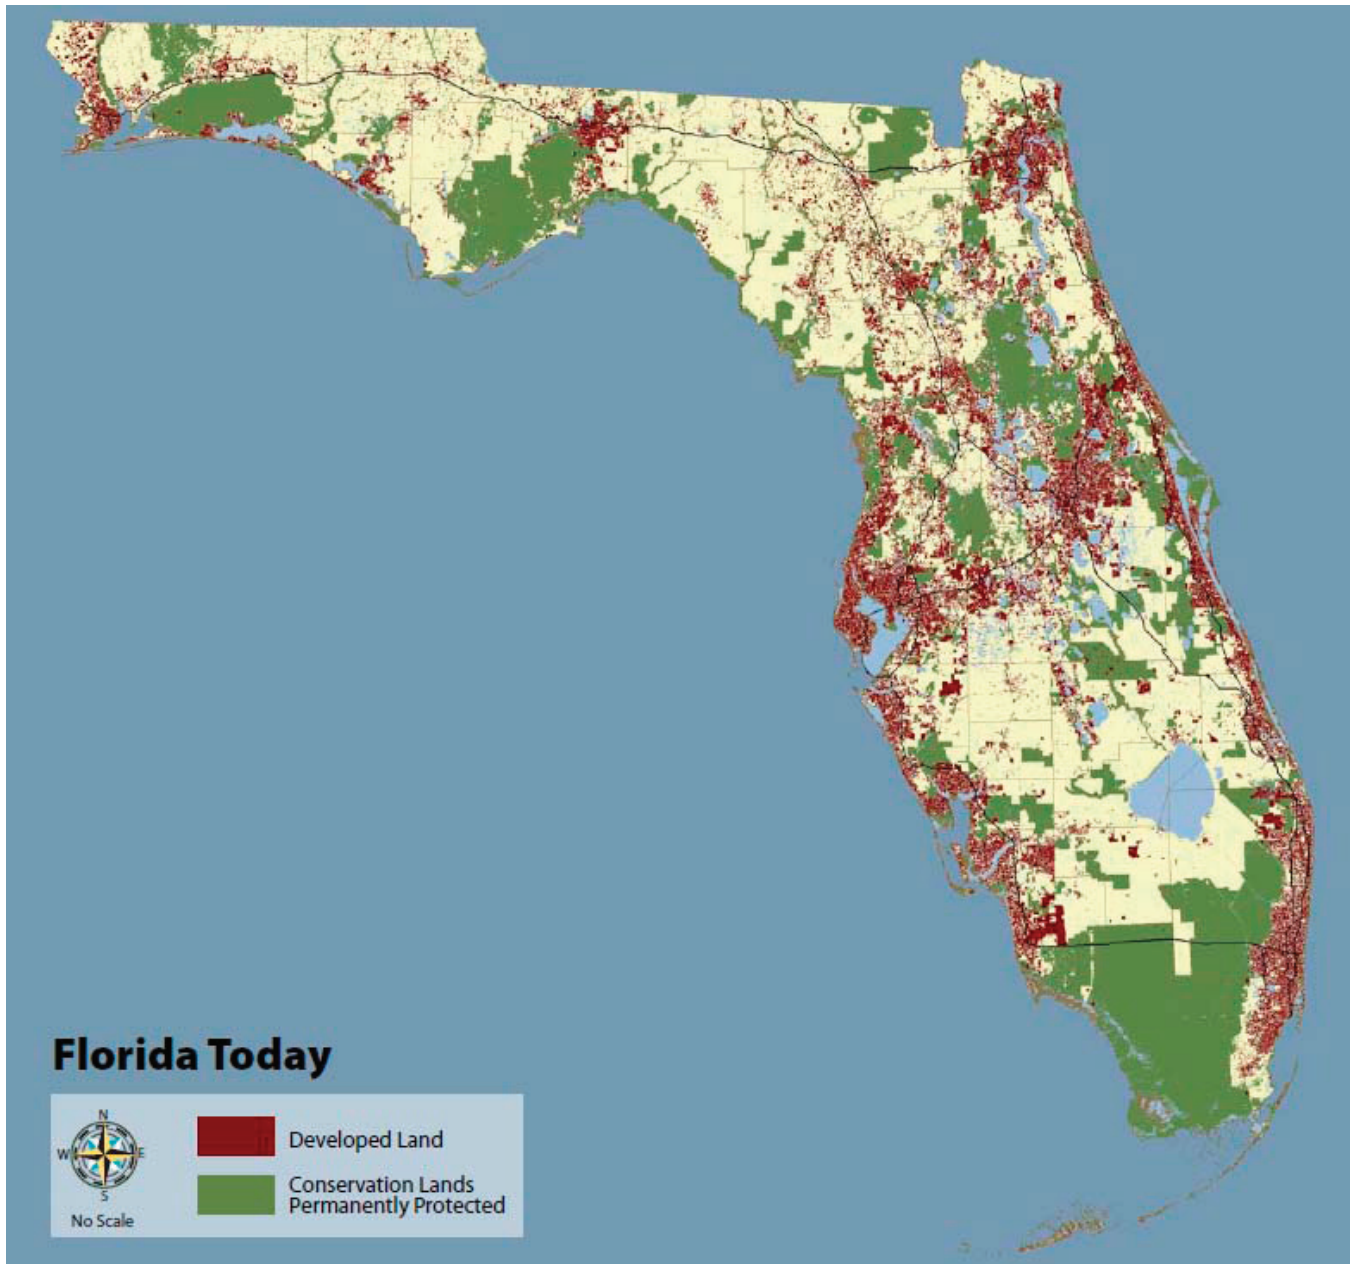 Florida Today
N
W E
S
No Scale
Developed Land
Conservation Lands
Permanently Protected